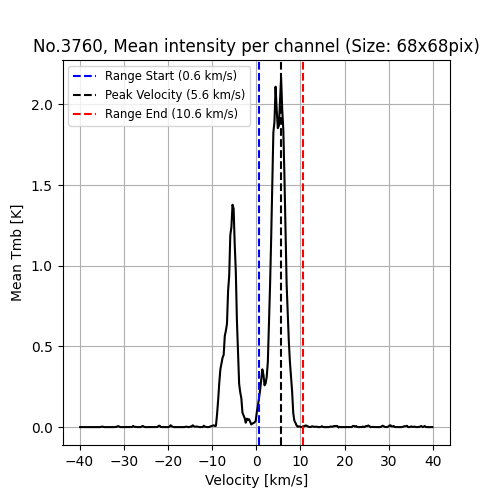 No.3760, Mean intensity per channel (Size: 68x68pix)
Range Start (0.6 km/s)
Peak Velocity (5.6 km/s)
Range End (10.6 km/s)
Mean Tmb [K]
2.0
1.5
1.0
0.5
0.0
−40 −30 −20 −10 0 10 20 30 40
Velocity [km/s]